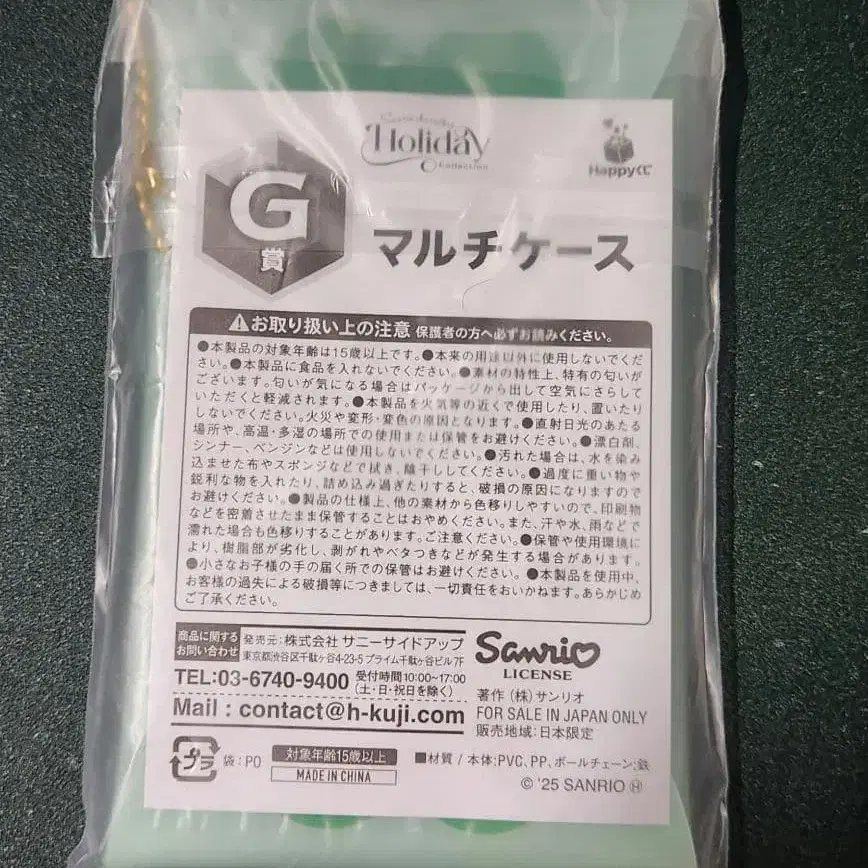 Holiday
Collection
Happyくじ
G
賞
マルチケース
お取り扱い上の注意 保護者の方へ必ずお読みください。
●本製品の対象年齢は15歳以上です。●本来の用途以外に使用しないでくだ
さい。●本製品に食品を入れないでください。●素材の特性上、特有の匂いが
ございます。匂いが気になる場合はパッケージから出して空気にさらして
いただくと軽減されます。●本製品を火気等の近くで使用したり、置いたり
しないでください。火災や変形・変色の原因となります。●直射日光のあたる
場所や、高温・多湿の場所での使用または保管をお避けください。●漂白剤、
シンナー、ベンジンなどは使用しないでください。●汚れた場合は、水を染み
込ませた布やスポンジなどで拭き、陰干ししてください。●過度に重い物や
鋭利な物を入れたり、詰め込み過ぎたりすると、破損の原因になりますので
お避けください。●製品の仕様上、他の素材から色移りしやすいので、印刷物
などを密着させたまま保管することはおやめください。また、汗や水、雨などで
濡れた場合も色移りすることがあります。ご注意ください。●保管や使用環境に
より、樹脂部が劣化し、剥がれやベタつきなどが発生する場合があります。
●小さなお子様の手の届く所での保管はお避けください。●本製品を使用中、
お客様の過失による破損等につきましては、一切責任をおいかねます。あらかじめ
ご了承ください。
商品に関する
お問い合わせ
発売元:株式会社 サニーサイドアップ
東京都渋谷区千駄ヶ谷4-23-5 プライム千駄ヶ谷ビル7F
TEL:03-6740-9400 受付時間 10:00~17:00
(土・日・祝日を除く)
Mail : contact@h-kuji.com
Sanrio
LICENSE
著作 (株)サンリオ
FOR SALE IN JAPAN ONLY
販売地域:日本限定
プラ 袋:PO
対象年齢15歳以上
MADE IN CHINA
■材質 / 本体:PVC、PP、ボールチェーン:鉄
© '25 SANRIO Ⓗ